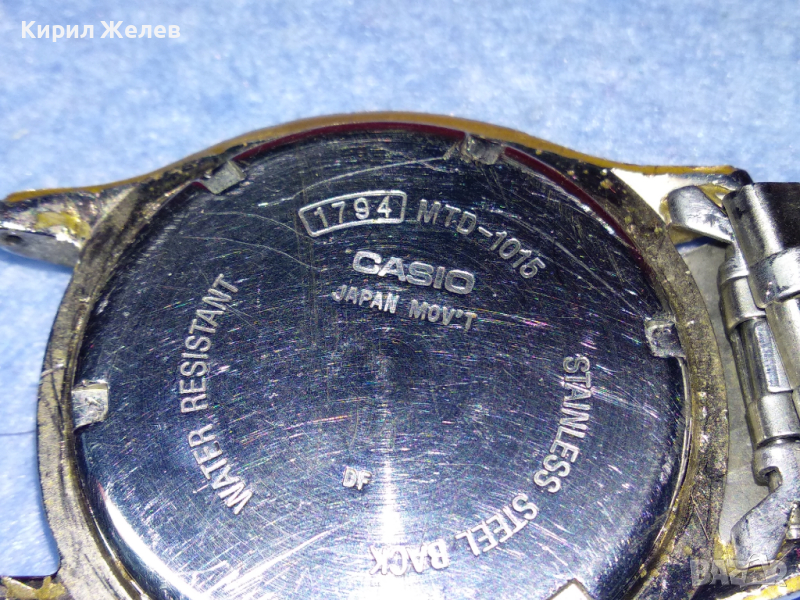 Кирил Желев
1794 MTD-1015
CASIO
JAPAN MOV'T
WATER RESISTANT
STAINLESS STEEL BACK
DF